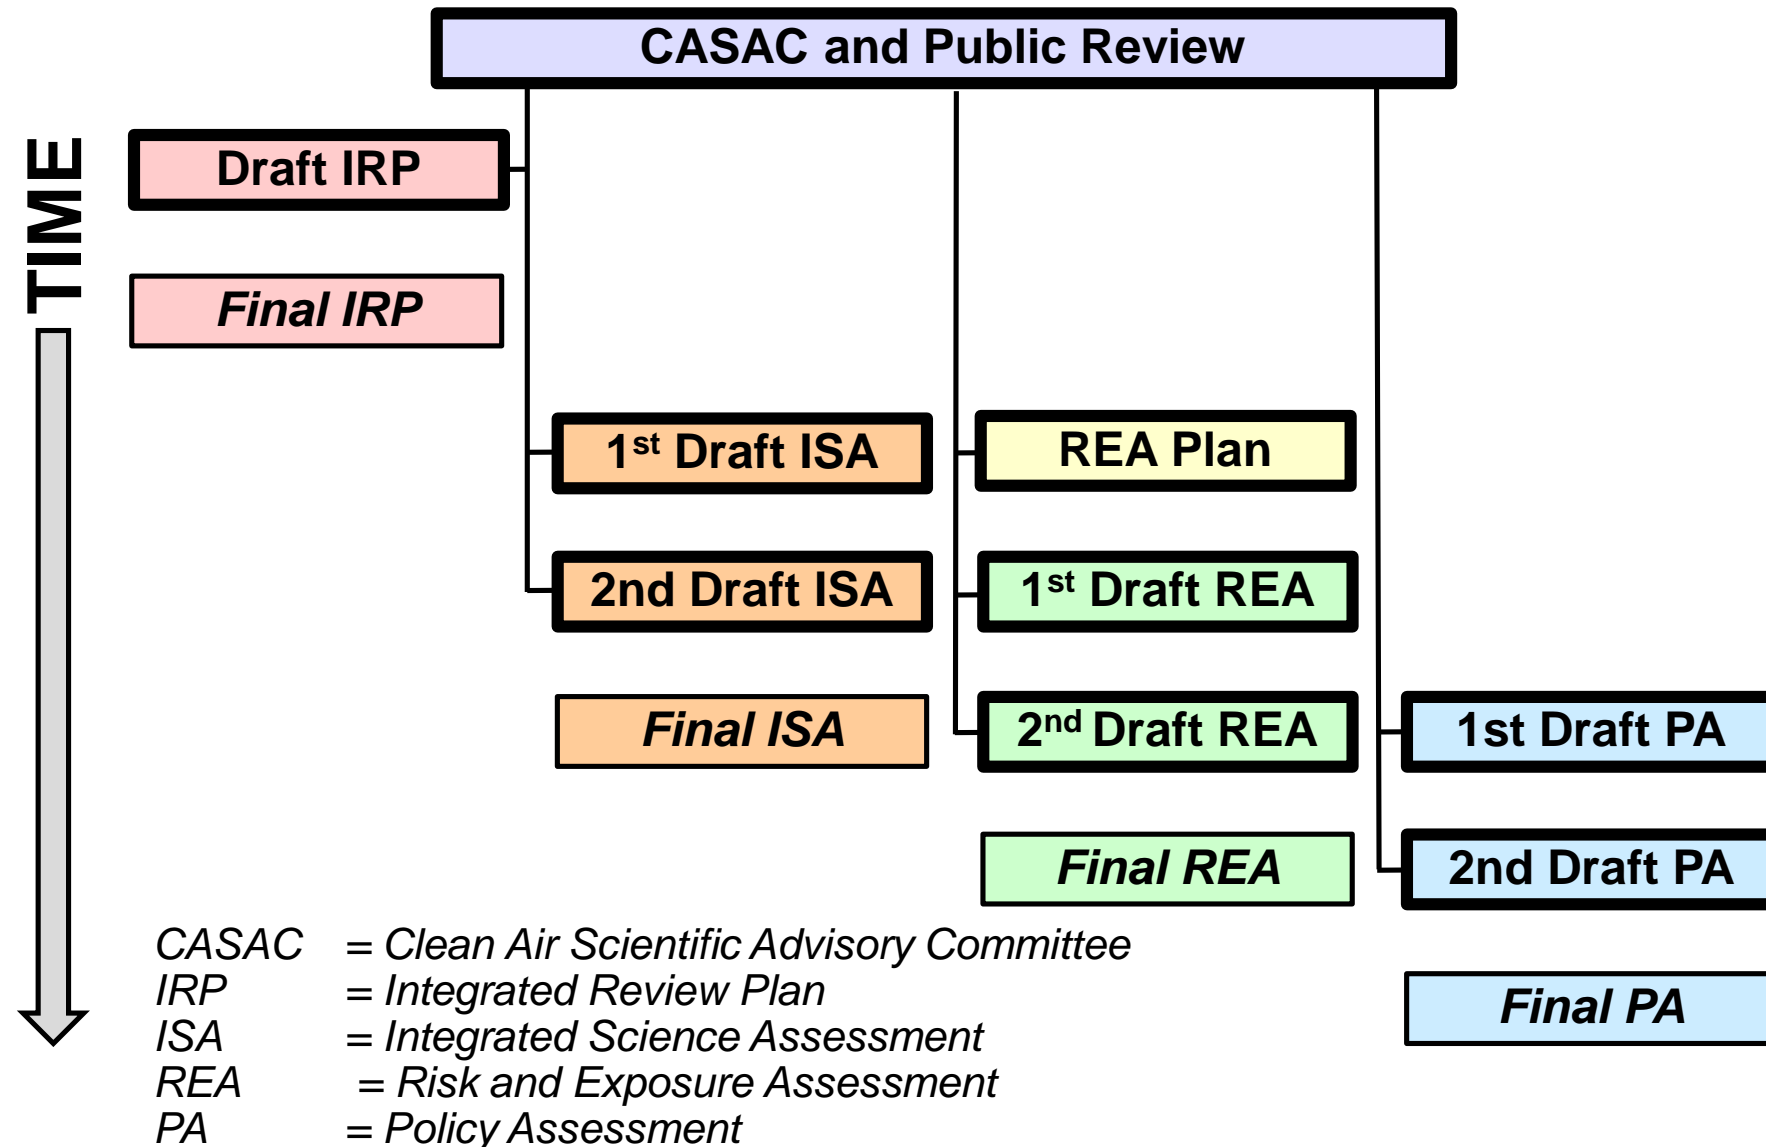 CASAC and Public Review
TIME
Draft IRP
Final IRP
1st Draft ISA
REA Plan
2nd Draft ISA
1st Draft REA
Final ISA
2nd Draft REA
1st Draft PA
Final REA
2nd Draft PA
Final PA
CASAC = Clean Air Scientific Advisory Committee
IRP = Integrated Review Plan
ISA = Integrated Science Assessment
REA = Risk and Exposure Assessment
PA = Policy Assessment